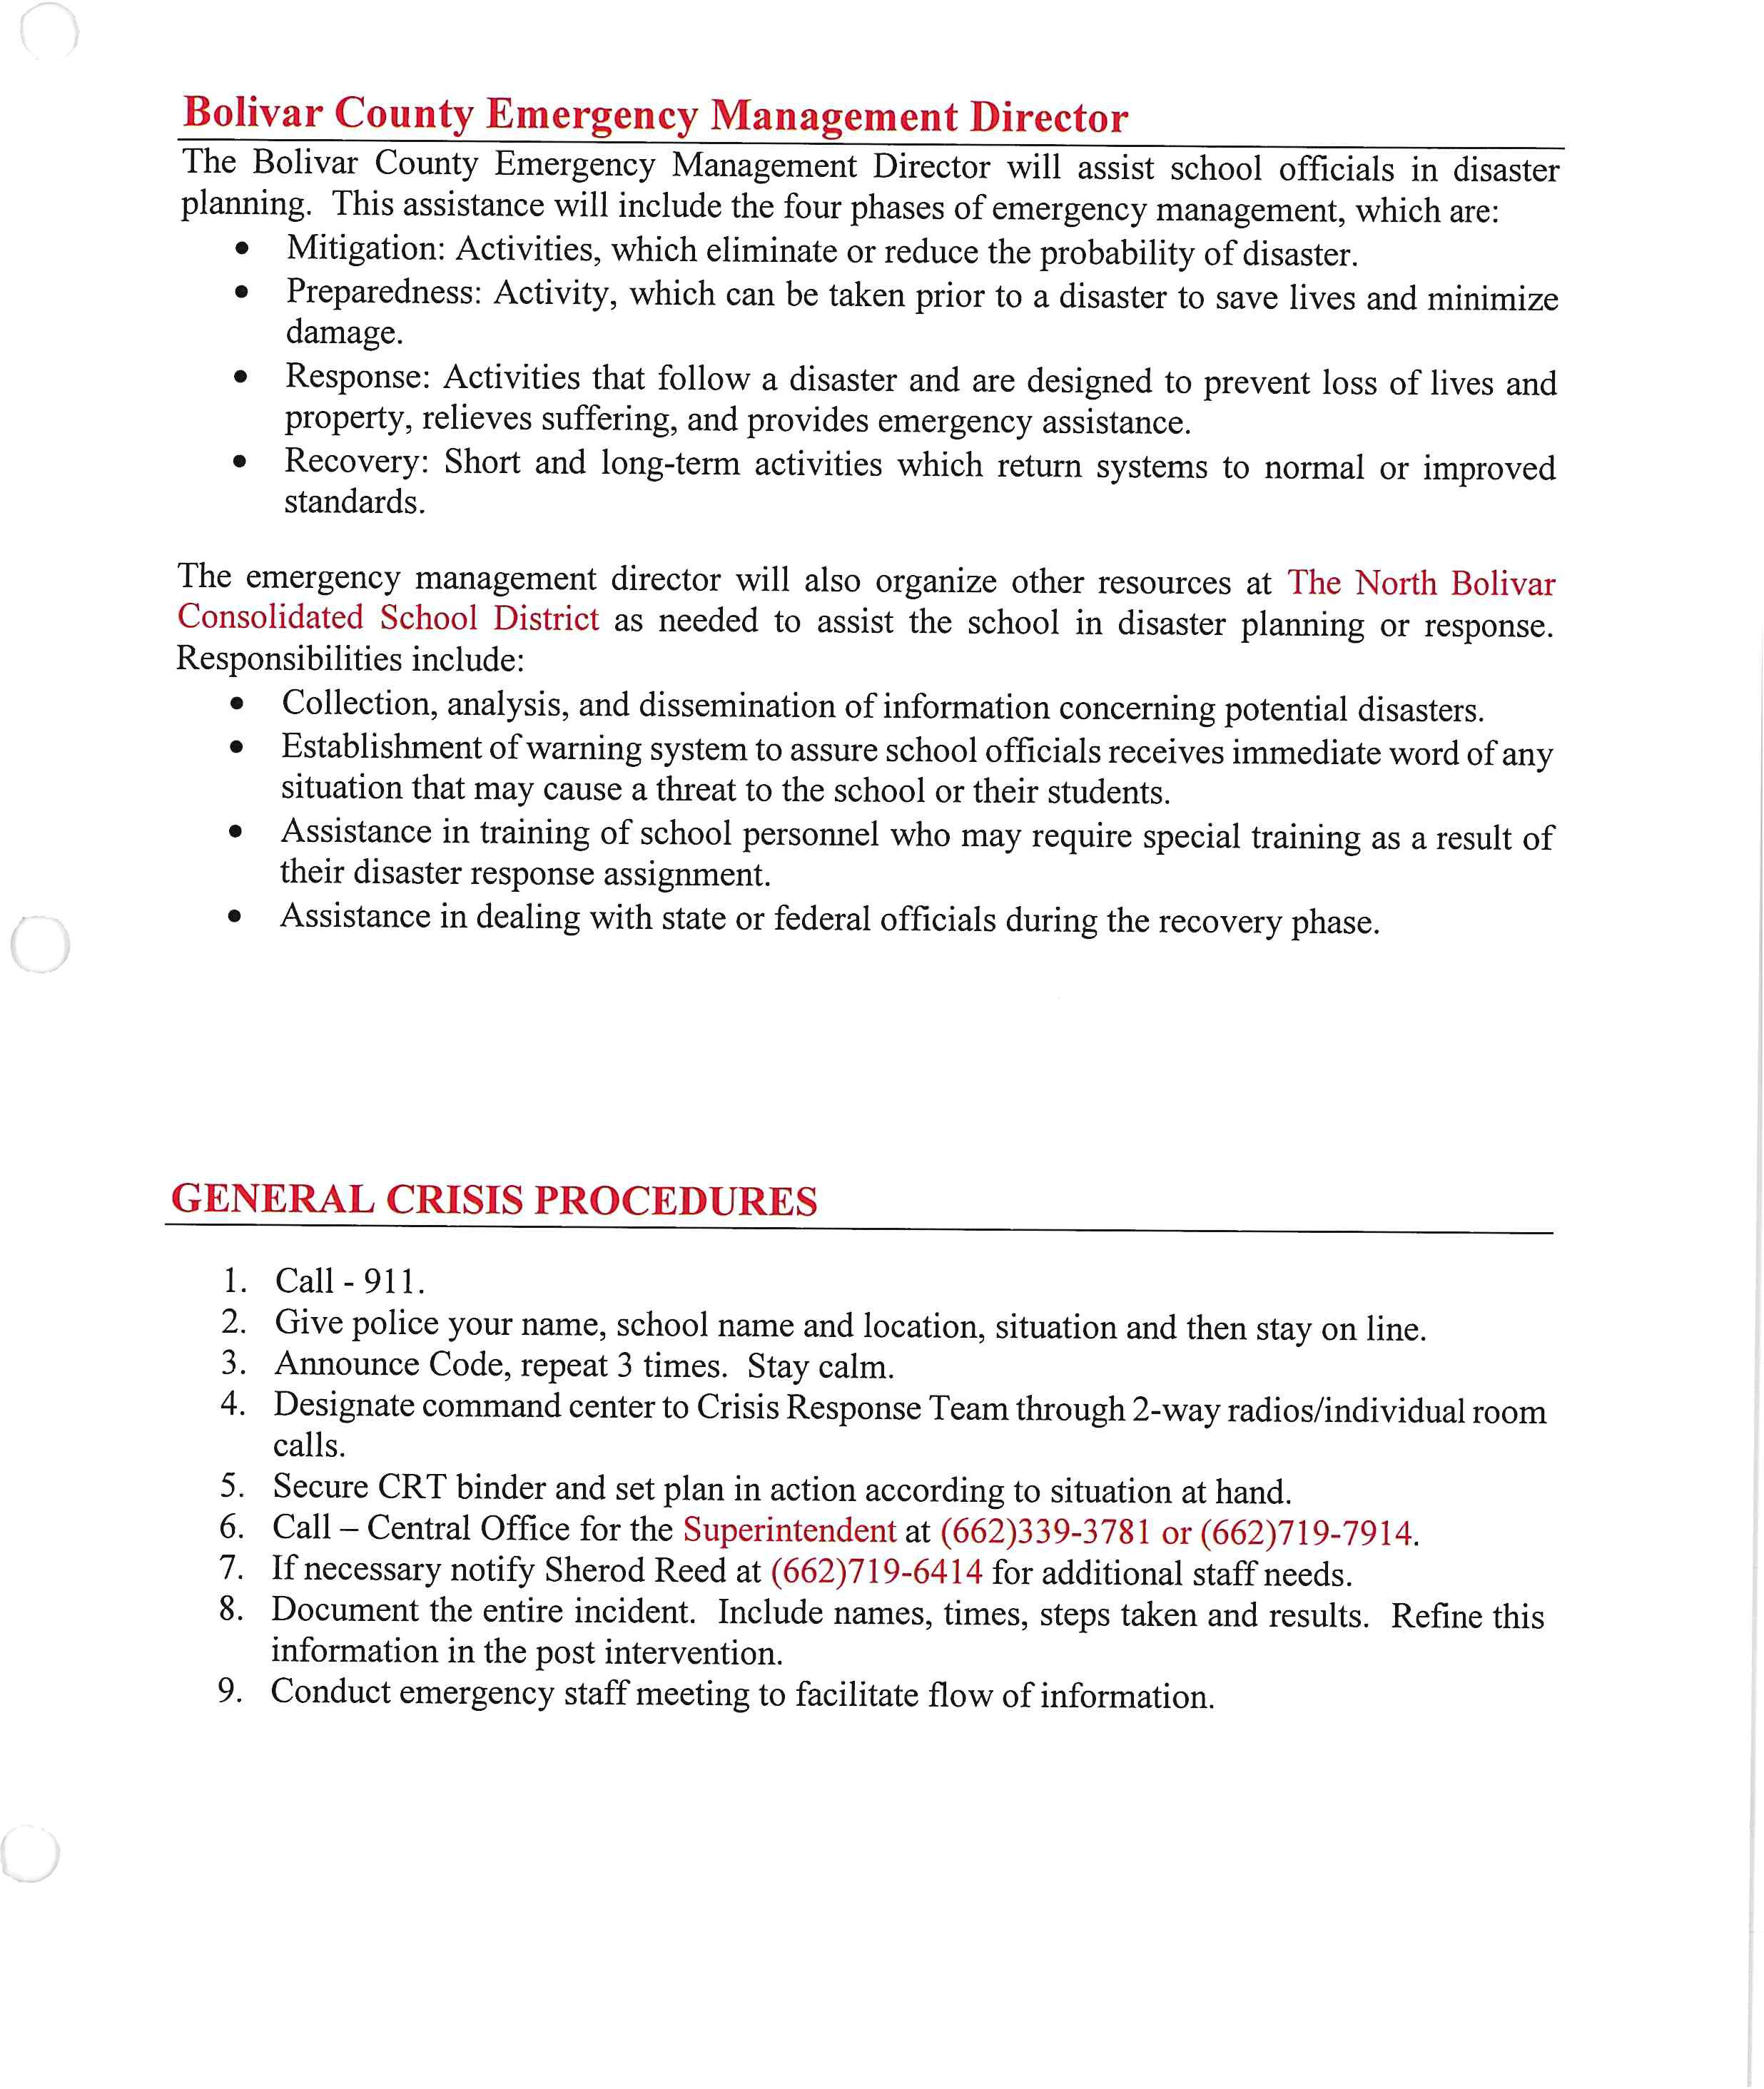 Bolivar County Emergency Management Director
The Bolivar County Emergency Management Director will assist school officials in disaster
planning. This assistance will include the four phases of emergency management, which are:
• Mitigation: Activities, which eliminate or reduce the probability of disaster.
• Preparedness: Activity, which can be taken prior to a disaster to save lives and minimize
damage.
• Response: Activities that follow a disaster and are designed to prevent loss of lives and
property, relieves suffering, and provides emergency assistance.
• Recovery: Short and long-term activities which return systems to normal or improved
standards.
The emergency management director will also organize other resources at The North Bolivar
Consolidated School District as needed to assist the school in disaster planning or response.
Responsibilities include:
• Collection, analysis, and dissemination of information concerning potential disasters.
• Establishment of warning system to assure school officials receives immediate word of any
situation that may cause a threat to the school or their students.
• Assistance in training of school personnel who may require special training as a result of
their disaster response assignment.
• Assistance in dealing with state or federal officials during the recovery phase.
GENERAL CRISIS PROCEDURES
1. Call - 911.
2. Give police your name, school name and location, situation and then stay on line.
3. Announce Code, repeat 3 times. Stay calm.
4. Designate command center to Crisis Response Team through 2-way radios/individual room
calls.
5. Secure CRT binder and set plan in action according to situation at hand.
6. Call – Central Office for the Superintendent at (662)339-3781 or (662)719-7914.
7. If necessary notify Sherod Reed at (662)719-6414 for additional staff needs.
8. Document the entire incident. Include names, times, steps taken and results. Refine this
information in the post intervention.
9. Conduct emergency staff meeting to facilitate flow of information.